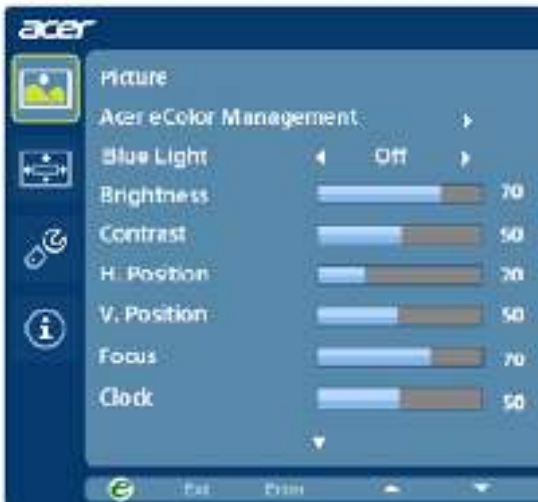 acer
Picture
Acer eColor Management
Blue Light Off
Brightness 70
Contrast 50
H. Position 20
V. Position 50
Focus 70
Clock 50
Exit Enter